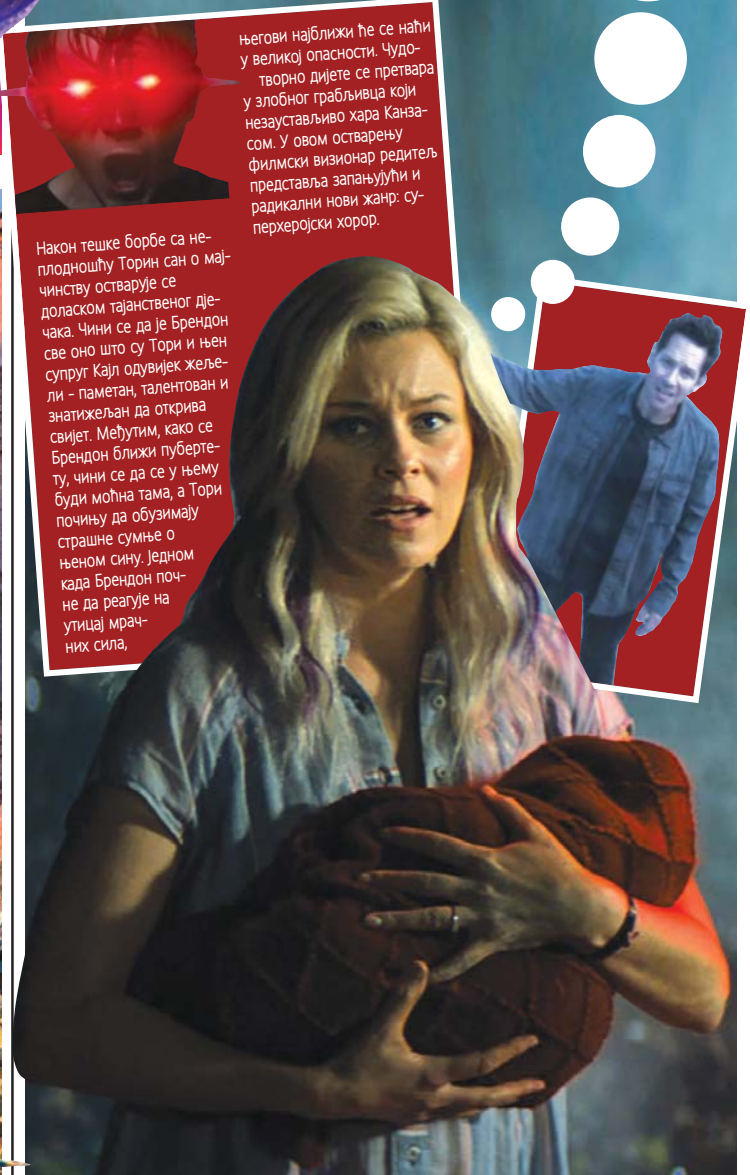 Након тешке борбе са не-
плодношћу Торин сан о мај-
чинству остварује се
доласком тајанственог дје-
чака. Чини се да је Брендон
све оно што су Тори и њен
супруг Кајл одувијек жеље-
ли - паметан, талентован и
знатижељан да открива
свијет. Међутим, како се
Брендон ближи пуберте-
ту, чини се да се у њему
буди моћна тама, а Тори
почињу да обузимају
страшне сумње о
њеном сину. Једном
када Брендон поч-
не да реагује на
утицај мрач-
них сила,
његови најближи ће се наћи
у великој опасности. Чудо-
творно дијете се претвара
у злобног грабљивца који
незаустављиво хара Канза-
сом. У овом остварењу
филмски визионар редитељ
представља запањујући и
радикални нови жанр: су-
перхеројски хорор.